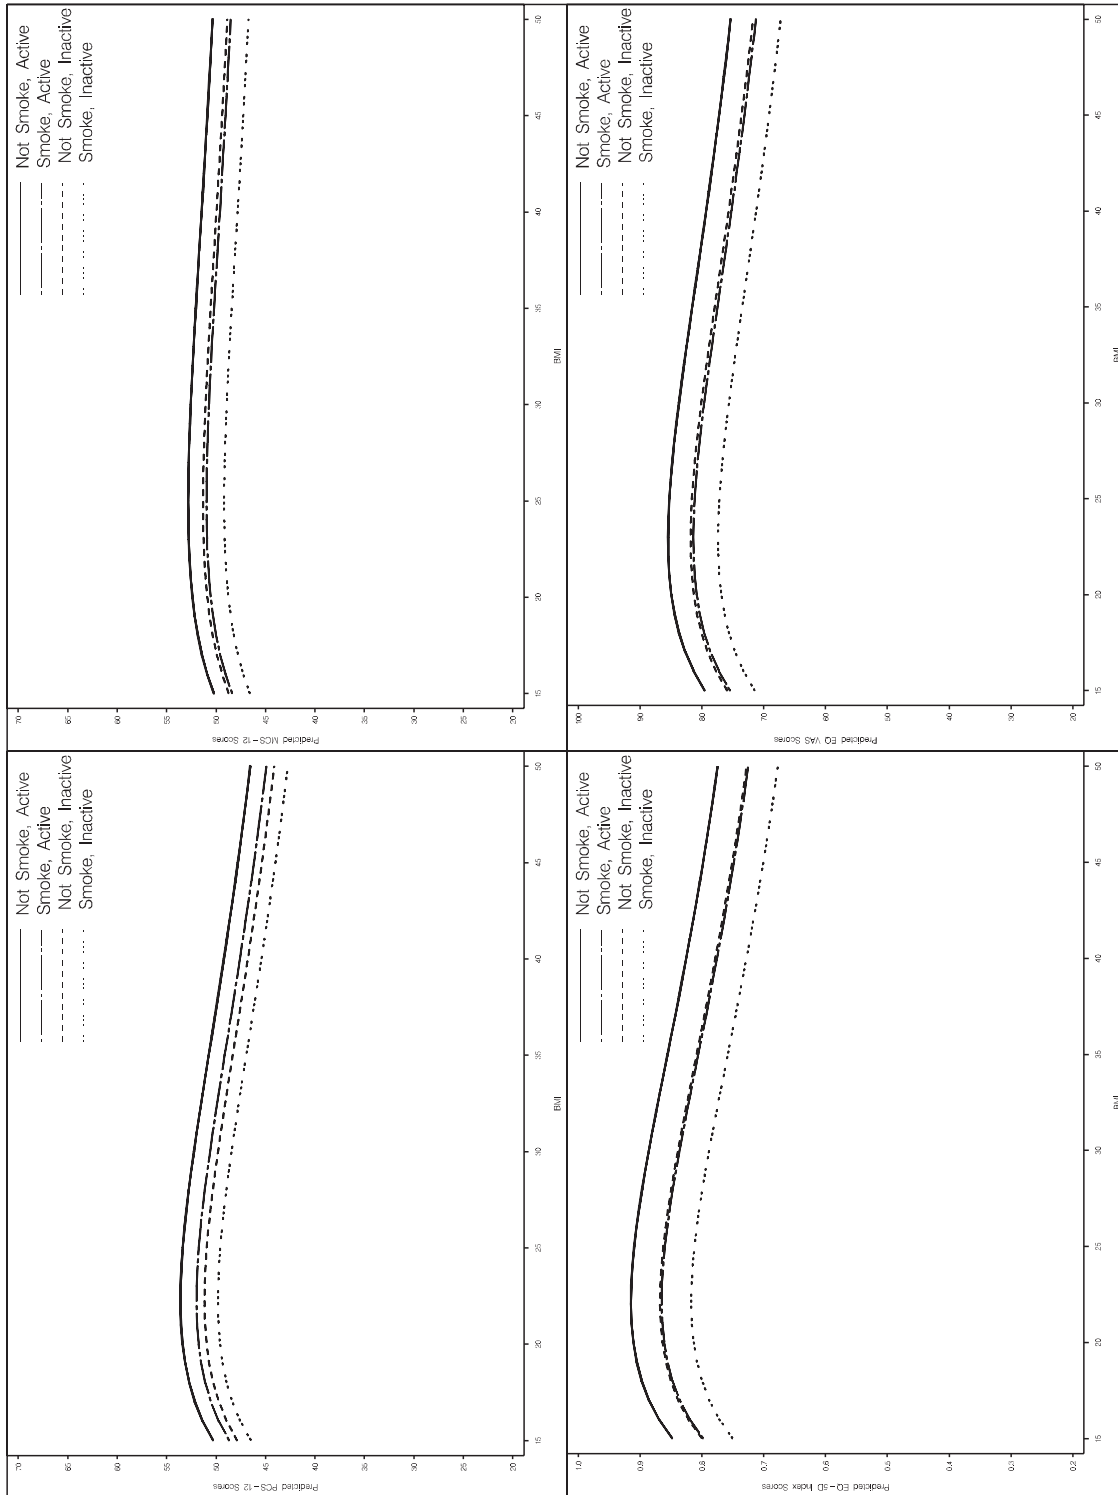 Not Smoke, Active
Smoke, Active
Not Smoke, Inactive
Smoke, Inactive
Predicted PCS-12 Scores
70
65
60
55
50
45
40
35
30
25
20
15 20 25 30 35 40 45 50
BMI
Not Smoke, Active
Smoke, Active
Not Smoke, Inactive
Smoke, Inactive
Predicted MCS-12 Scores
70
65
60
55
50
45
40
35
30
25
20
15 20 25 30 35 40 45 50
BMI
Not Smoke, Active
Smoke, Active
Not Smoke, Inactive
Smoke, Inactive
Predicted EQ-5D Index Scores
1.0
0.9
0.8
0.7
0.6
0.5
0.4
0.3
0.2
15 20 25 30 35 40 45 50
BMI
Not Smoke, Active
Smoke, Active
Not Smoke, Inactive
Smoke, Inactive
Predicted EQ VAS Scores
100
90
80
70
60
50
40
30
20
15 20 25 30 35 40 45 50
BMI